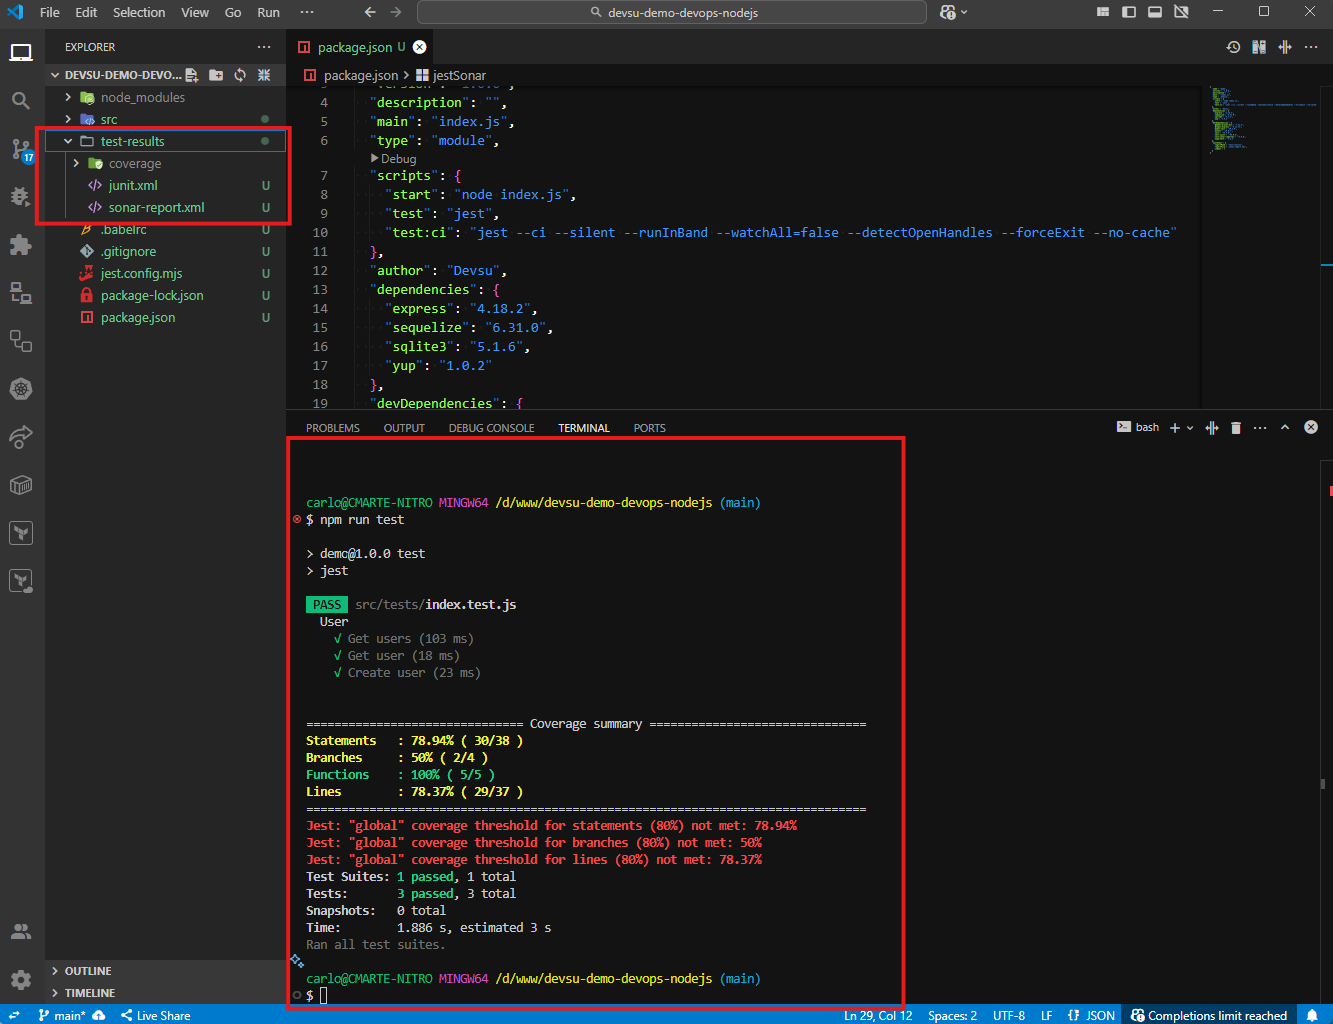 File Edit Selection View Go Run ···
devsu-demo-devops-nodejs
EXPLORER
DEVSU-DEMO-DEVO...
node_modules
src
test-results
coverage
junit.xml U
sonar-report.xml U
.babelrc U
.gitignore U
jest.config.mjs U
package-lock.json U
package.json U
OUTLINE
TIMELINE
17
package.json U
package.json > jestSonar
4 "description": "",
5 "main": "index.js",
6 "type": "module",
Debug
7 "scripts": {
8 "start": "node index.js",
9 "test": "jest",
10 "test:ci": "jest --ci --silent --runInBand --watchAll=false --detectOpenHandles --forceExit --no-cache"
11 },
12 "author": "Devsu",
13 "dependencies": {
14 "express": "4.18.2",
15 "sequelize": "6.31.0",
16 "sqlite3": "5.1.6",
17 "yup": "1.0.2"
18 },
19 "devDependencies": {
PROBLEMS OUTPUT DEBUG CONSOLE TERMINAL PORTS
bash
carlo@CMARTE-NITRO MINGW64 /d/www/devsu-demo-devops-nodejs (main)
$ npm run test
> demo@1.0.0 test
> jest
PASS src/tests/index.test.js
User
√ Get users (103 ms)
√ Get user (18 ms)
√ Create user (23 ms)
=============================== Coverage summary ===============================
Statements : 78.94% ( 30/38 )
Branches : 50% ( 2/4 )
Functions : 100% ( 5/5 )
Lines : 78.37% ( 29/37 )
================================================================================
Jest: "global" coverage threshold for statements (80%) not met: 78.94%
Jest: "global" coverage threshold for branches (80%) not met: 50%
Jest: "global" coverage threshold for lines (80%) not met: 78.37%
Test Suites: 1 passed, 1 total
Tests: 3 passed, 3 total
Snapshots: 0 total
Time: 1.886 s, estimated 3 s
Ran all test suites.
carlo@CMARTE-NITRO MINGW64 /d/www/devsu-demo-devops-nodejs (main)
$
main* Live Share Ln 29, Col 12 Spaces: 2 UTF-8 LF JSON Completions limit reached